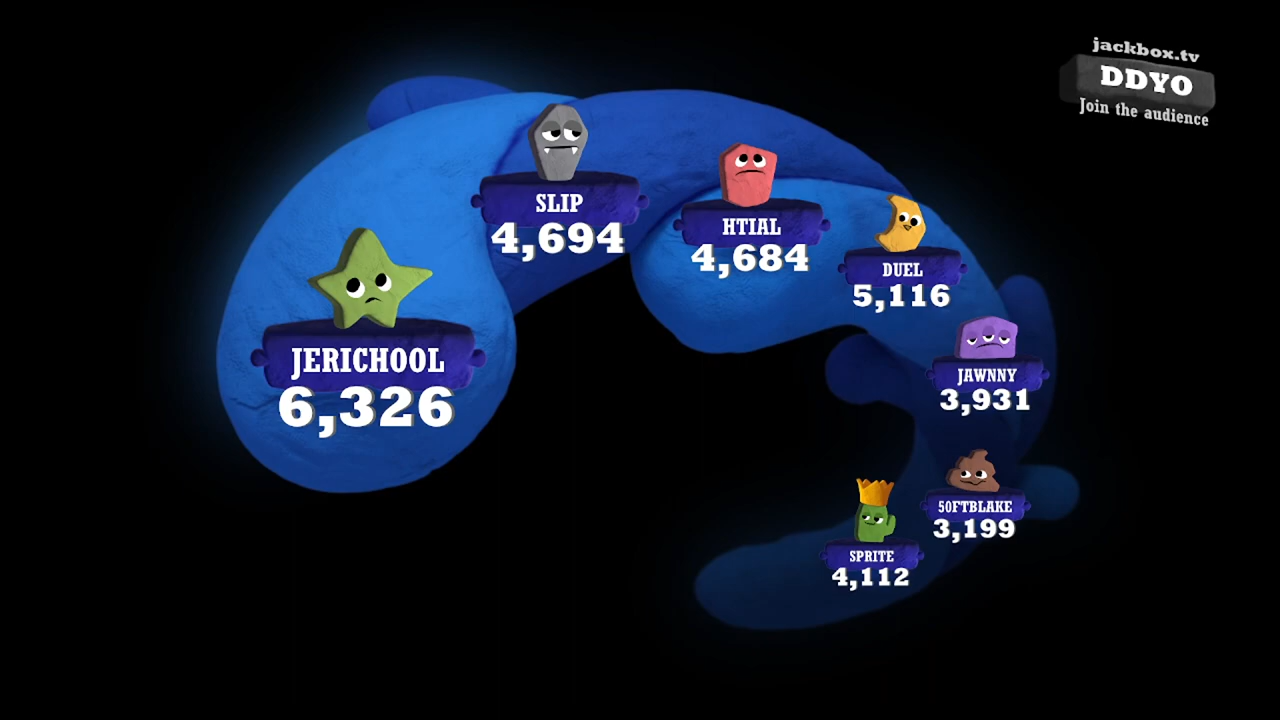 jackbox.tv
DDYO
Join the audience
SLIP
4,694
HTIAL
4,684
DUEL
5,116
JERICHOOL
6,326
JAWNNY
3,931
50FTBLAKE
3,199
SPRITE
4,112